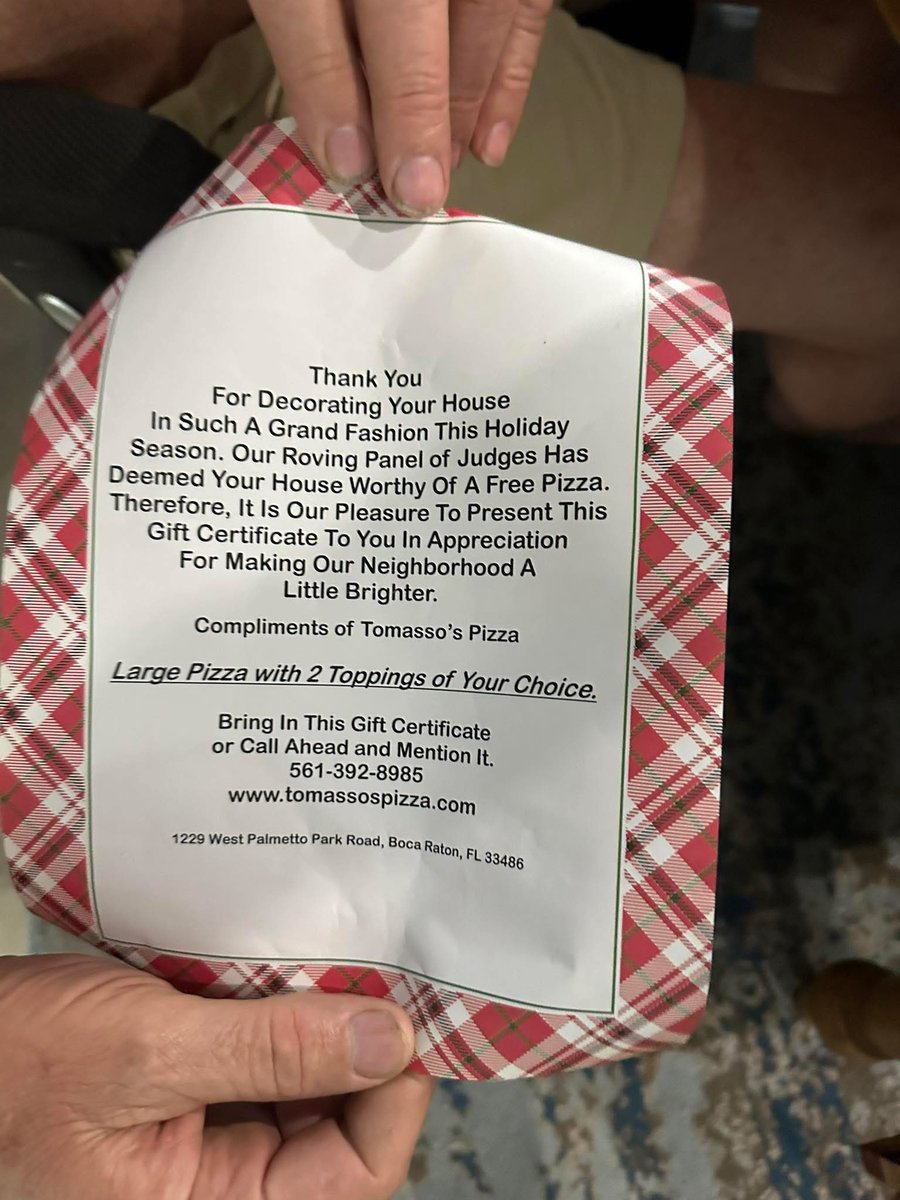 Thank You
For Decorating Your House
In Such A Grand Fashion This Holiday
Season. Our Roving Panel of Judges Has
Deemed Your House Worthy Of A Free Pizza.
Therefore, It Is Our Pleasure To Present This
Gift Certificate To You In Appreciation
For Making Our Neighborhood A
Little Brighter.
Compliments of Tomasso's Pizza
Large Pizza with 2 Toppings of Your Choice.
Bring In This Gift Certificate
or Call Ahead and Mention It.
561-392-8985
www.tomassospizza.com
1229 West Palmetto Park Road, Boca Raton, FL 33486